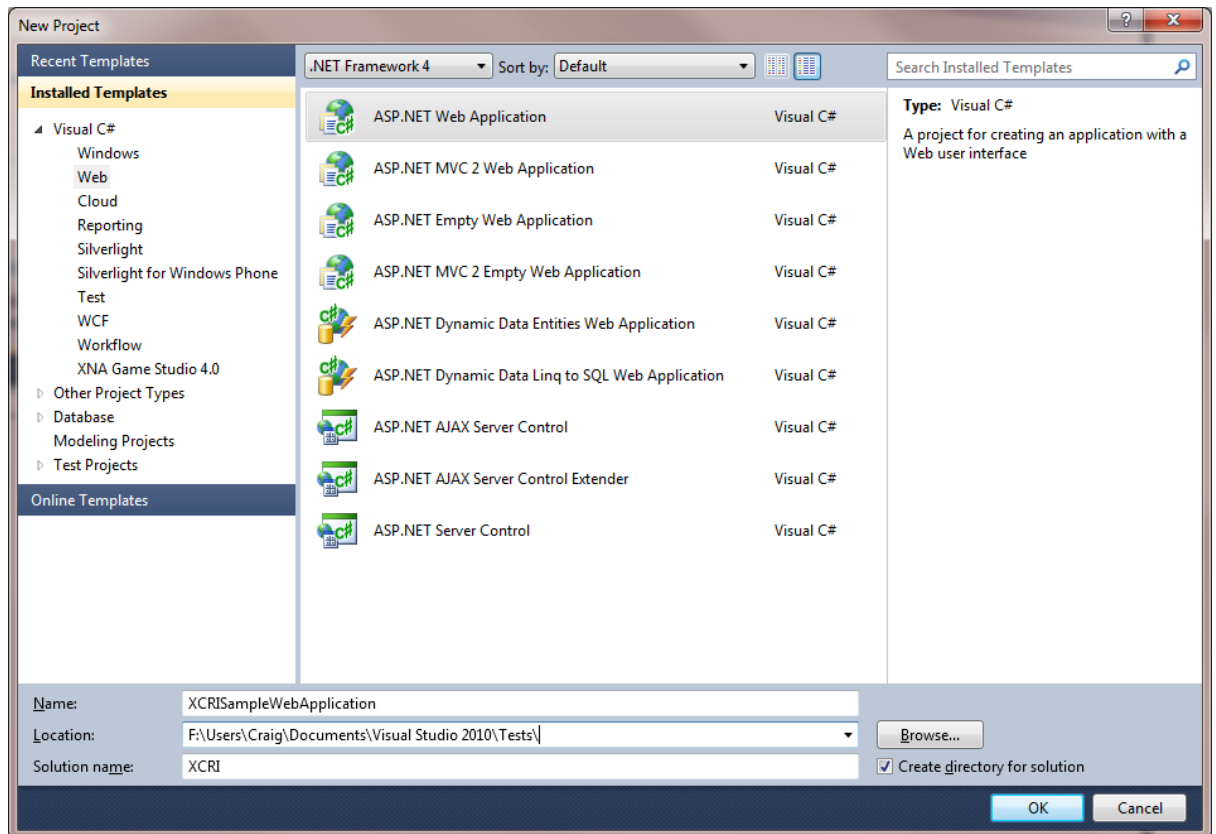 New Project
Recent Templates
Installed Templates
Visual C#
Windows
Web
Cloud
Reporting
Silverlight
Silverlight for Windows Phone
Test
WCF
Workflow
XNA Game Studio 4.0
Other Project Types
Database
Modeling Projects
Test Projects
Online Templates
.NET Framework 4 Sort by: Default
ASP.NET Web Application Visual C#
ASP.NET MVC 2 Web Application Visual C#
ASP.NET Empty Web Application Visual C#
ASP.NET MVC 2 Empty Web Application Visual C#
ASP.NET Dynamic Data Entities Web Application Visual C#
ASP.NET Dynamic Data Linq to SQL Web Application Visual C#
ASP.NET AJAX Server Control Visual C#
ASP.NET AJAX Server Control Extender Visual C#
ASP.NET Server Control Visual C#
Search Installed Templates
Type: Visual C#
A project for creating an application with a
Web user interface
Name: XCRISampleWebApplication
Location: F:\Users\Craig\Documents\Visual Studio 2010\Tests\ Browse...
Solution name: XCRI Create directory for solution
OK Cancel